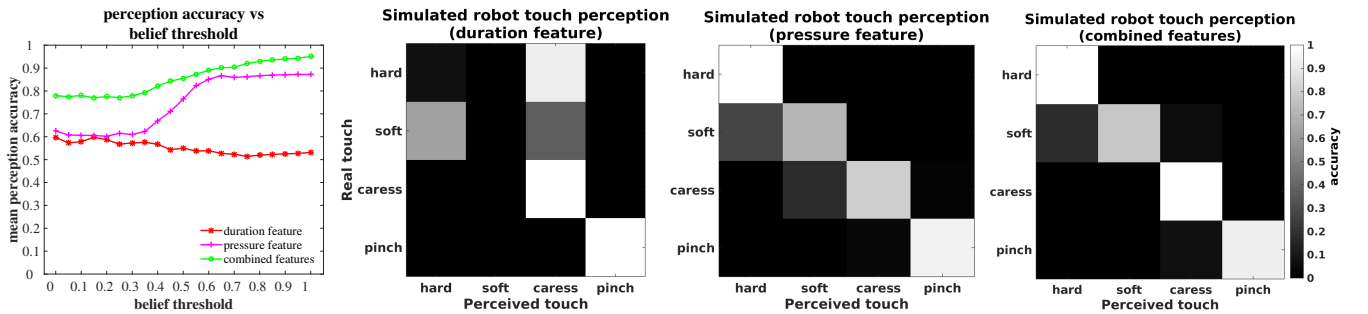 perception accuracy vs
belief threshold
mean perception accuracy
1
0.9
0.8
0.7
0.6
0.5
0.4
0.3
0.2
0.1
0
0 0.1 0.2 0.3 0.4 0.5 0.6 0.7 0.8 0.9 1
belief threshold
duration feature
pressure feature
combined features
Simulated robot touch perception
(duration feature)
Real touch
hard
soft
caress
pinch
hard soft caress pinch
Perceived touch
Simulated robot touch perception
(pressure feature)
hard
soft
caress
pinch
hard soft caress pinch
Perceived touch
Simulated robot touch perception
(combined features)
hard
soft
caress
pinch
hard soft caress pinch
Perceived touch
1
0.9
0.8
0.7
0.6
0.5
0.4
0.3
0.2
0.1
0
accuracy